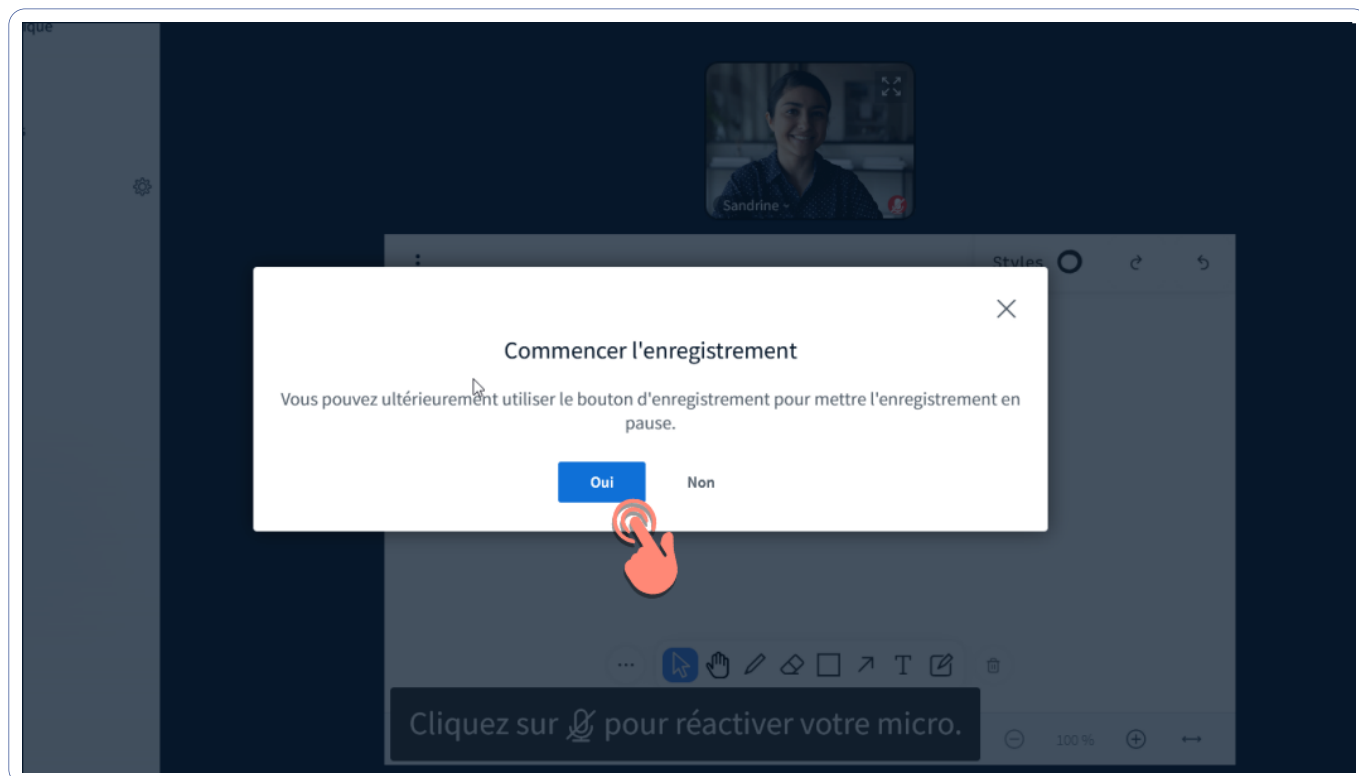 Sandrine
Styles
Commencer l'enregistrement
Vous pouvez ultérieurement utiliser le bouton d'enregistrement pour mettre l'enregistrement en
pause.
Oui
Non
T
Cliquez sur pour réactiver votre micro.
100 %